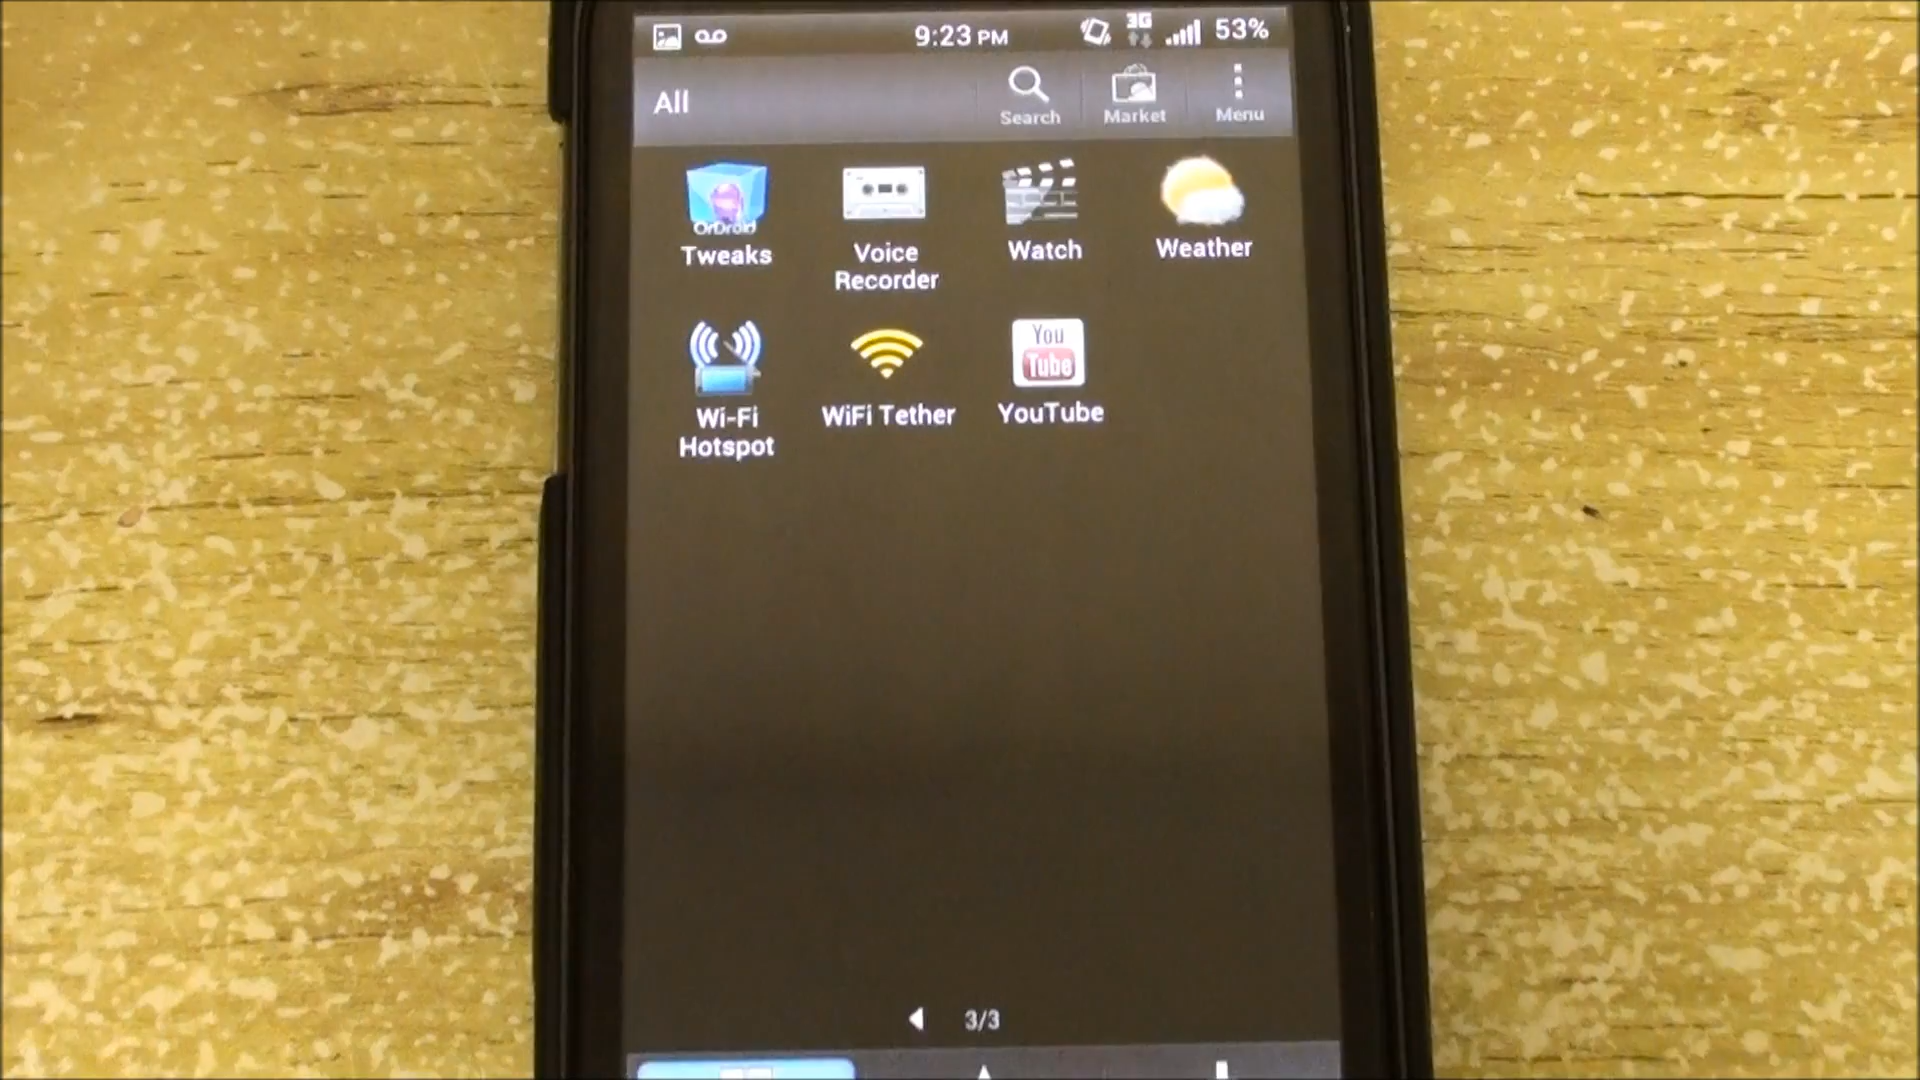 9:23 PM 3G 53%
All
Search Market Menu
OrDroid
Tweaks
Voice
Recorder
Watch
Weather
Wi-Fi
Hotspot
WiFi Tether
You
Tube
YouTube
3/3